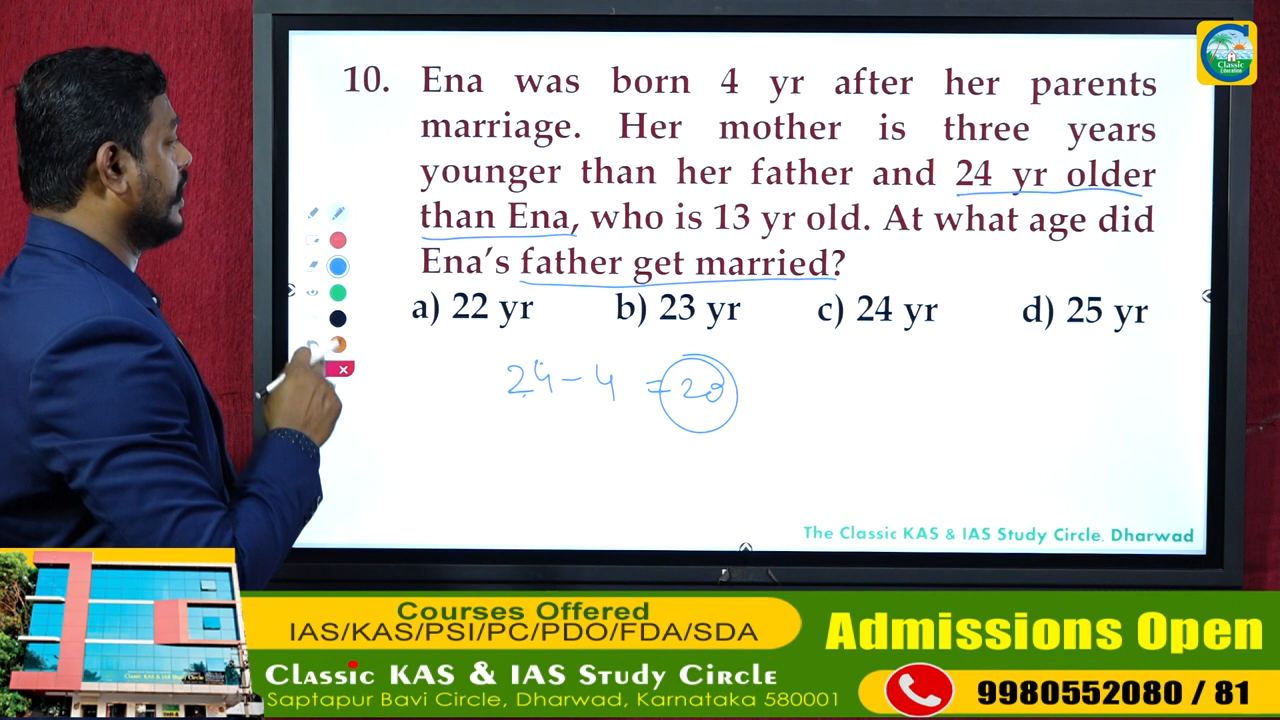 10. Ena was born 4 yr after her parents
marriage. Her mother is three years
younger than her father and 24 yr older
than Ena, who is 13 yr old. At what age did
Ena's father get married?
a) 22 yr b) 23 yr c) 24 yr d) 25 yr
24 - 4 = 20
The Classic KAS & IAS Study Circle, Dharwad
Classic
Education
Courses Offered
IAS/KAS/PSI/PC/PDO/FDA/SDA
Classic KAS & IAS Study Circle
Saptapur Bavi Circle, Dharwad, Karnataka 580001
Admissions Open
9980552080 / 81